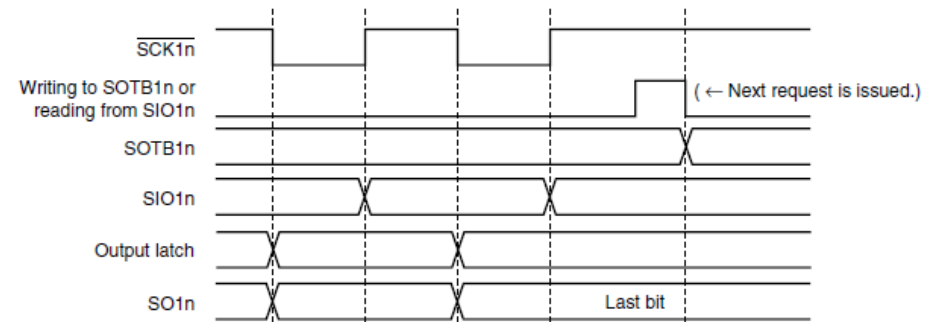 SCK1n
Writing to SOTB1n or
reading from SIO1n
( ← Next request is issued.)
SOTB1n
SIO1n
Output latch
SO1n
Last bit